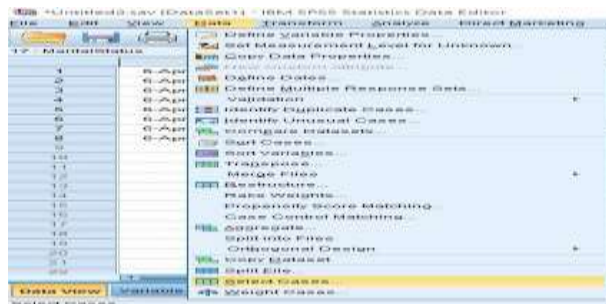 *Untitled3.sav [DataSet1] - IBM SPSS Statistics Data Editor
File Edit View Data Transform Analyze Direct Marketing
17 : MaritalStatus
Define Variable Properties...
Set Measurement Level for Unknown...
Copy Data Properties...
New Custom Attribute...
Define Dates...
Define Multiple Response Sets...
Validation
Identify Duplicate Cases...
Identify Unusual Cases...
Compare Datasets...
Sort Cases...
Sort Variables...
Transpose...
Merge Files
Restructure...
Rake Weights...
Propensity Score Matching...
Case Control Matching...
Aggregate...
Split into Files
Orthogonal Design
Copy Dataset
Split File...
Select Cases...
Weight Cases...
1 6-Apr
2 6-Apr
3 6-Apr
4 6-Apr
5 6-Apr
6 6-Apr
7 6-Apr
8 6-Apr
9
10
11
12
13
14
15
16
17
18
19
20
21
22
Data View Variable
Select Cases